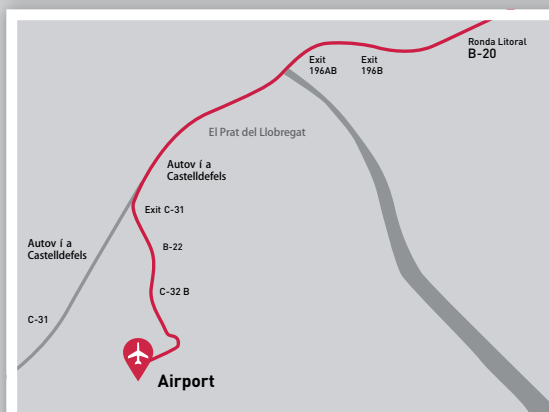 Ronda Litoral
B-20
Exit
196AB
Exit
196B
El Prat del Llobregat
Autov í a
Castelldefels
Exit C-31
B-22
Autov í a
Castelldefels
C-32 B
C-31
Airport